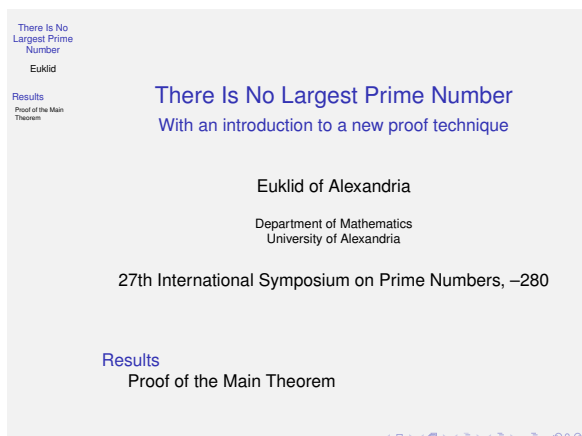 There Is No
Largest Prime
Number
Euklid
Results
Proof of the Main
Theorem
There Is No Largest Prime Number
With an introduction to a new proof technique
Euklid of Alexandria
Department of Mathematics
University of Alexandria
27th International Symposium on Prime Numbers, –280
Results
Proof of the Main Theorem